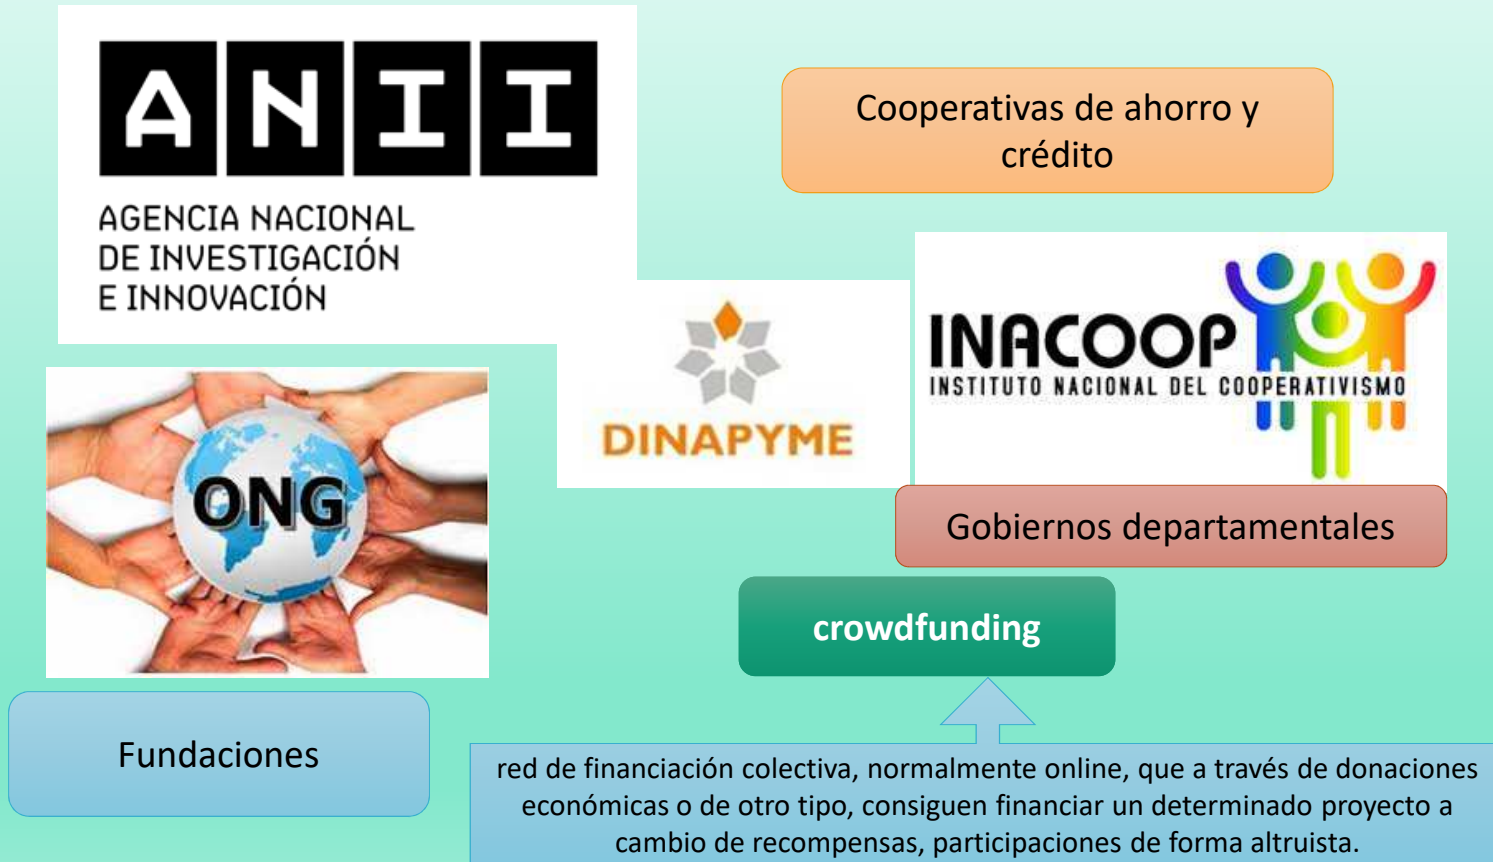 ANII
AGENCIA NACIONAL
DE INVESTIGACIÓN
E INNOVACIÓN
Cooperativas de ahorro y
crédito
INACOOP
INSTITUTO NACIONAL DEL COOPERATIVISMO
DINAPYME
ONG
Gobiernos departamentales
crowdfunding
Fundaciones
red de financiación colectiva, normalmente online, que a través de donaciones
económicas o de otro tipo, consiguen financiar un determinado proyecto a
cambio de recompensas, participaciones de forma altruista.